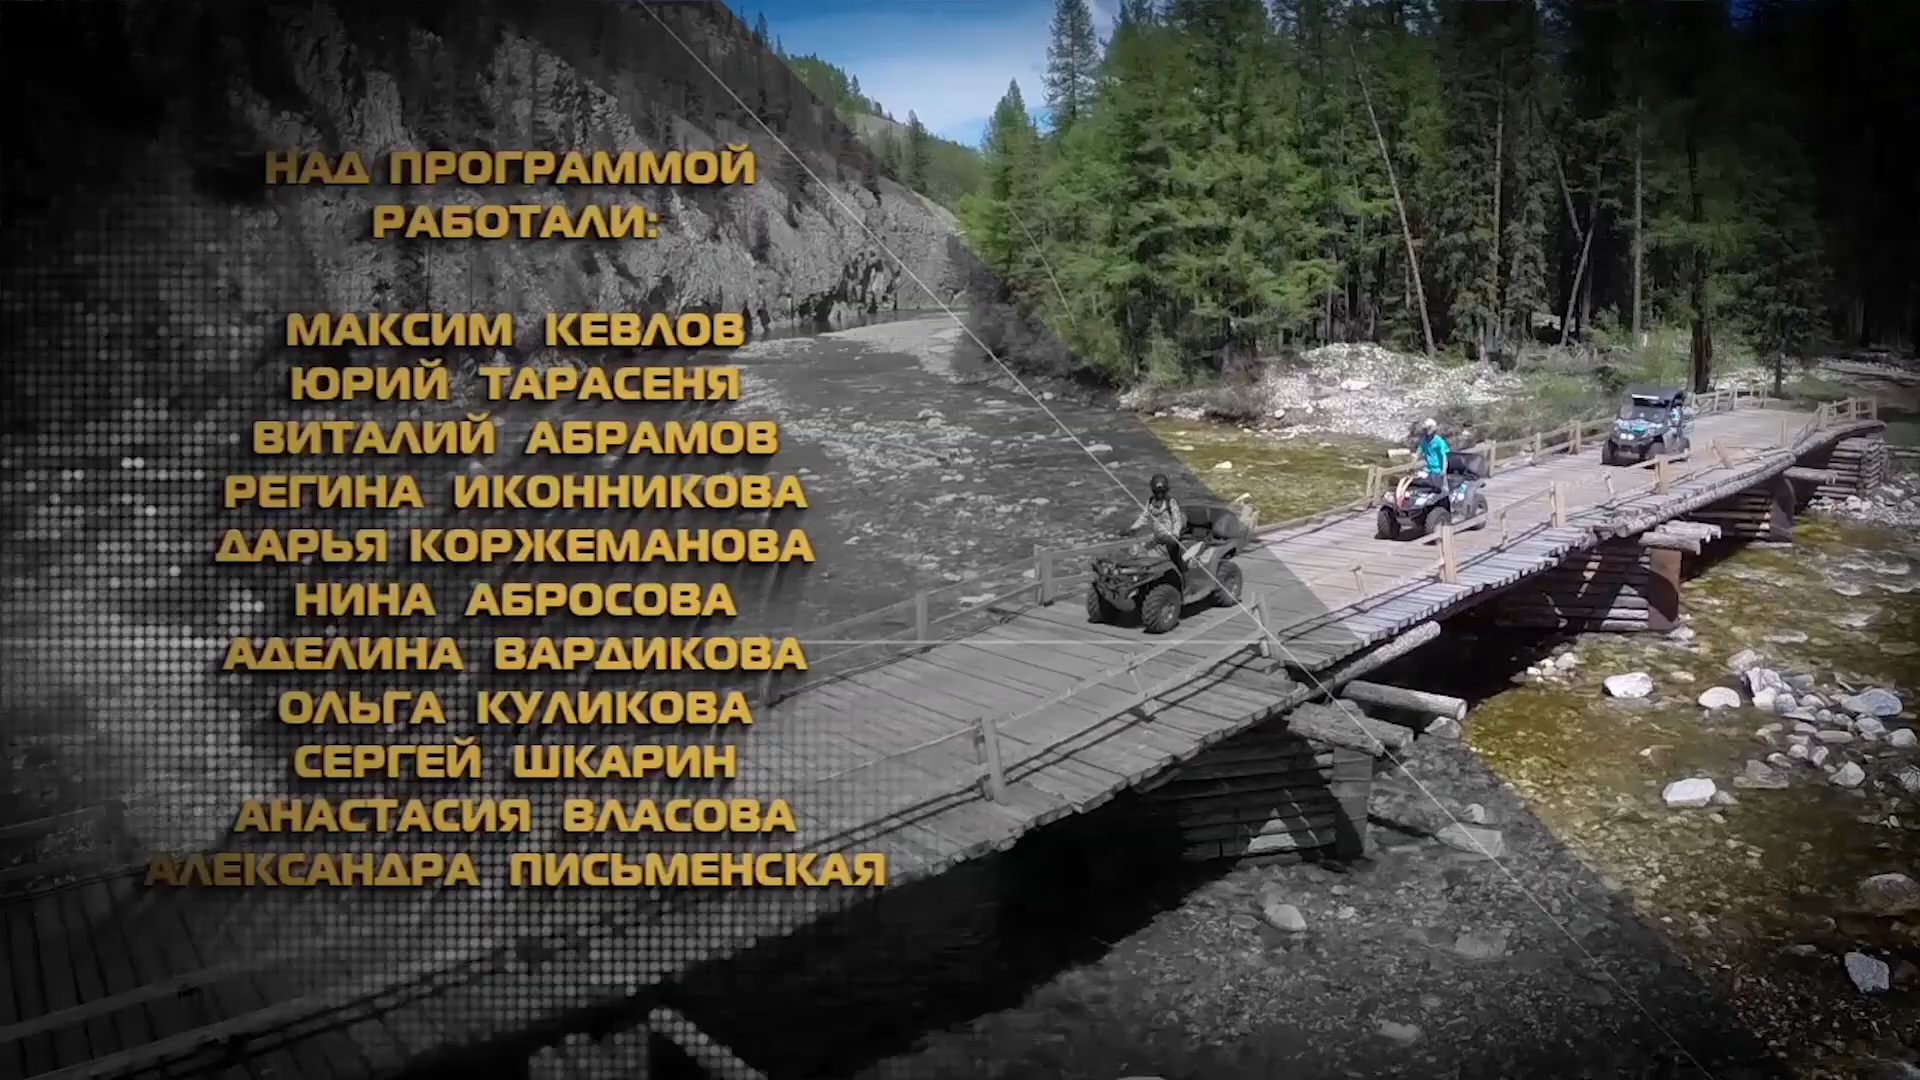 НАД ПРОГРАММОЙ
РАБОТАЛИ:
МАКСИМ КЕВЛОВ
ЮРИЙ ТАРАСЕНЯ
ВИТАЛИЙ АБРАМОВ
РЕГИНА ИКОННИКОВА
ДАРЬЯ КОРЖЕМАНОВА
НИНА АБРОСОВА
АДЕЛИНА ВАРДИКОВА
ОЛЬГА КУЛИКОВА
СЕРГЕЙ ШКАРИН
АНАСТАСИЯ ВЛАСОВА
АЛЕКСАНДРА ПИСЬМЕНСКАЯ